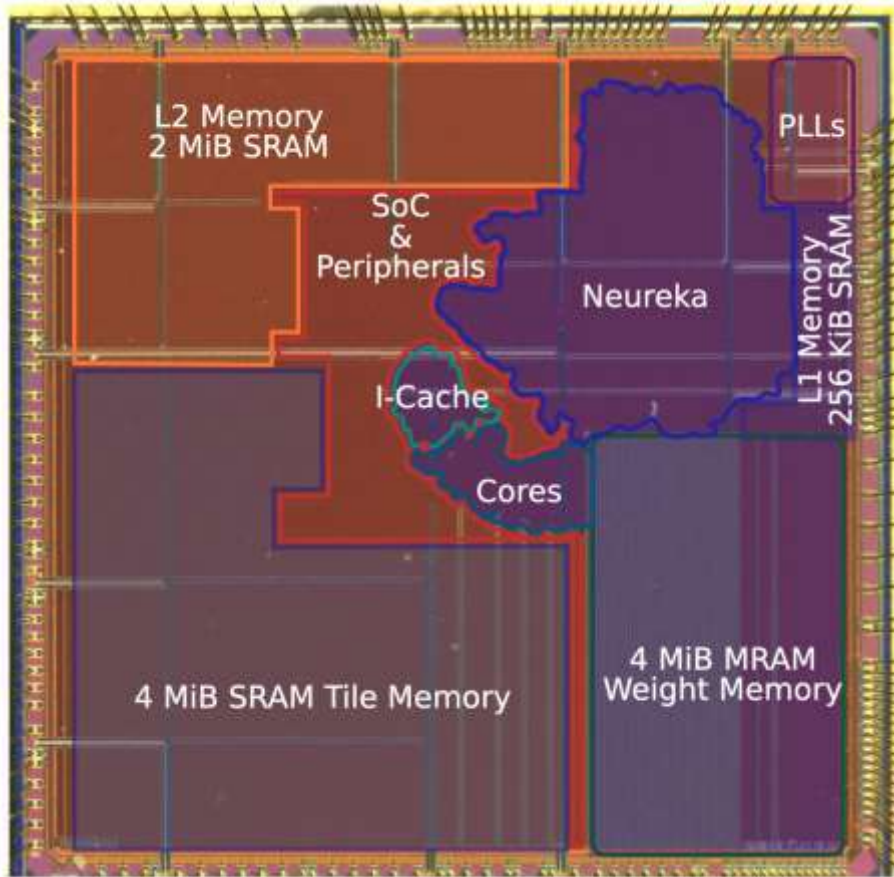 L2 Memory
2 MiB SRAM
PLLs
SoC
&
Peripherals
Neureka
L1 Memory
256 KiB SRAM
I-Cache
Cores
4 MiB SRAM Tile Memory
4 MiB MRAM
Weight Memory